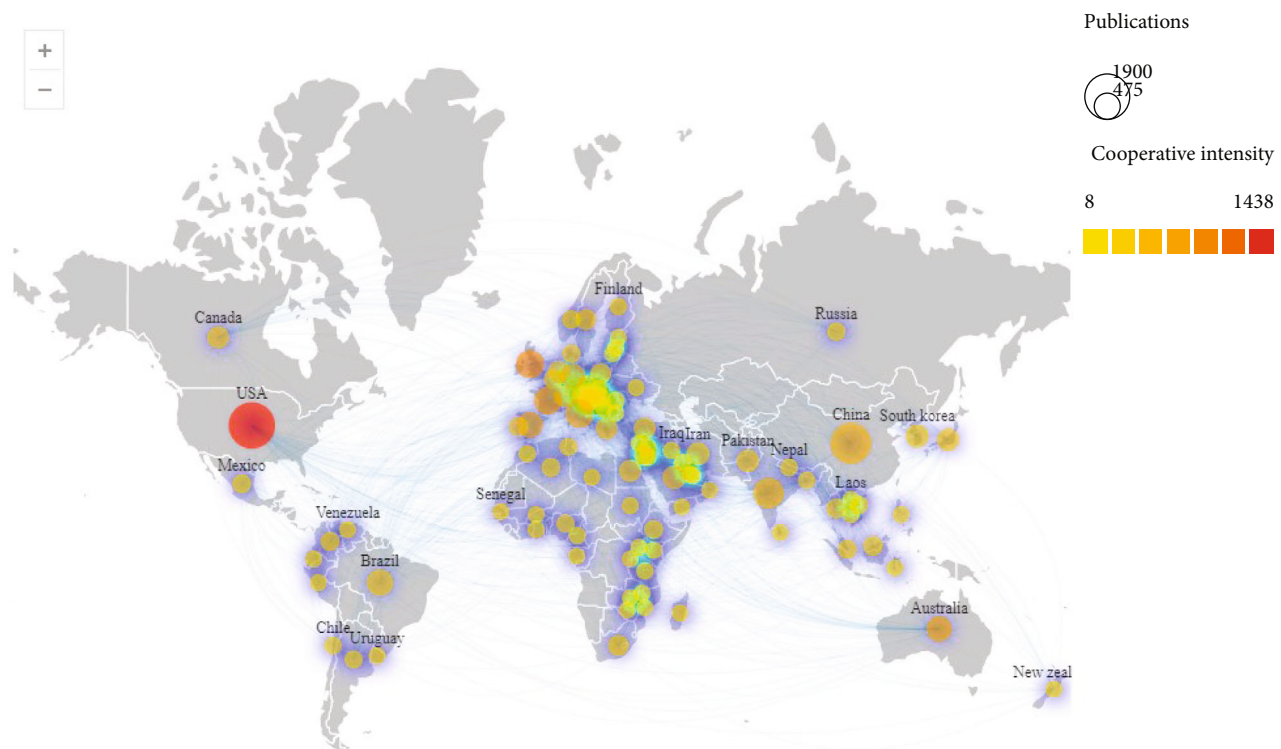 +
−
Publications
1900
475
Cooperative intensity
8 1438
Finland
Canada
Russia
USA
China
South korea
Iraq
Iran
Pakistan
Nepal
Mexico
Laos
Senegal
Venezuela
Brazil
Australia
Chile
Uruguay
New zeal